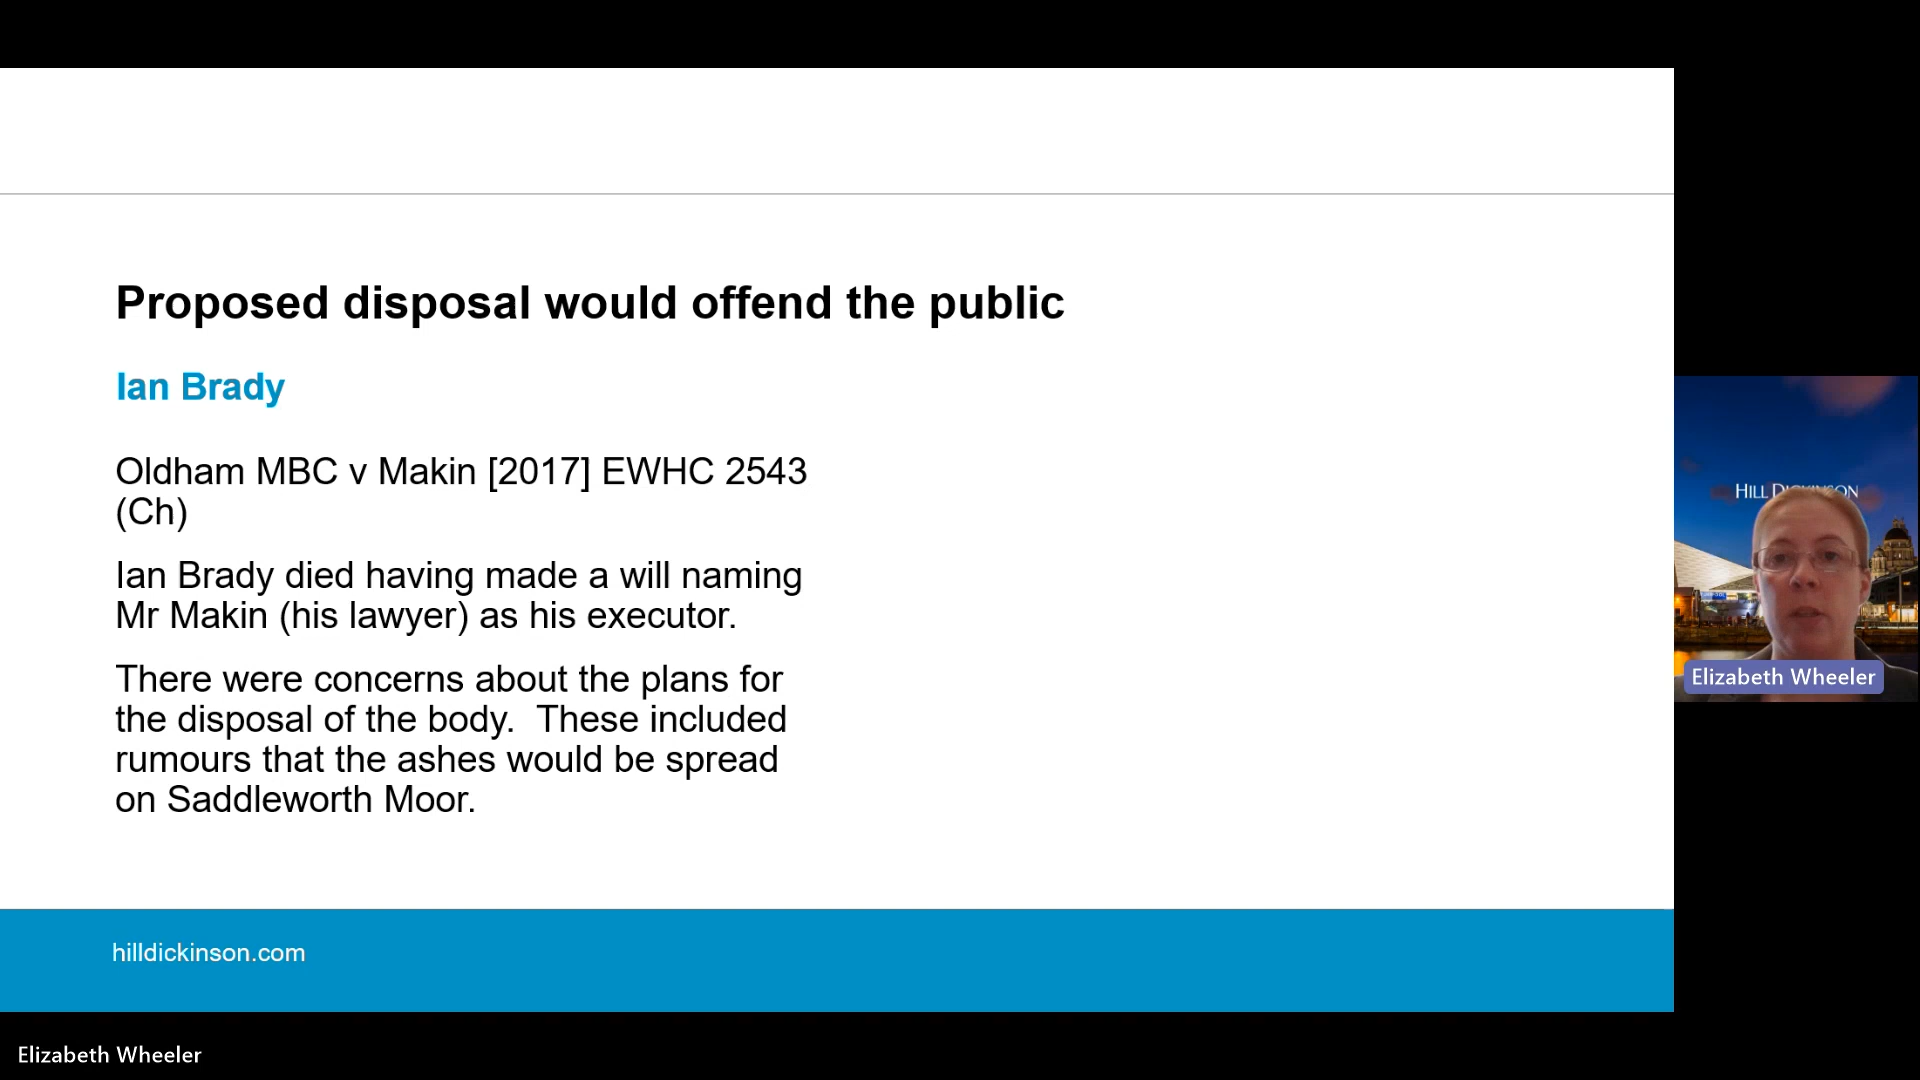 Proposed disposal would offend the public
Ian Brady
Oldham MBC v Makin [2017] EWHC 2543
(Ch)
Ian Brady died having made a will naming
Mr Makin (his lawyer) as his executor.
There were concerns about the plans for
the disposal of the body.  These included
rumours that the ashes would be spread
on Saddleworth Moor.
hilldickinson.com
HILL DICKINSON
Elizabeth Wheeler
Elizabeth Wheeler